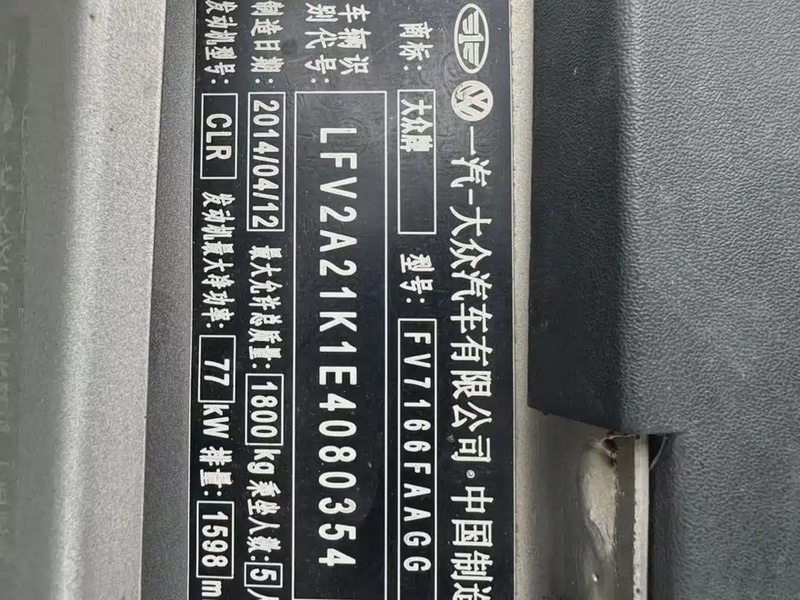 一汽-大众汽车有限公司·中国制造
商标: 大众牌 型号: FV7166FAAGG
车辆识别代号: LFV2A21K1E4080354
制造日期: 2014/04/12 最大允许总质量: 1800 kg 乘坐人数: 5人
发动机型号: CLR 发动机最大净功率: 77 kW 排量: 1598 m